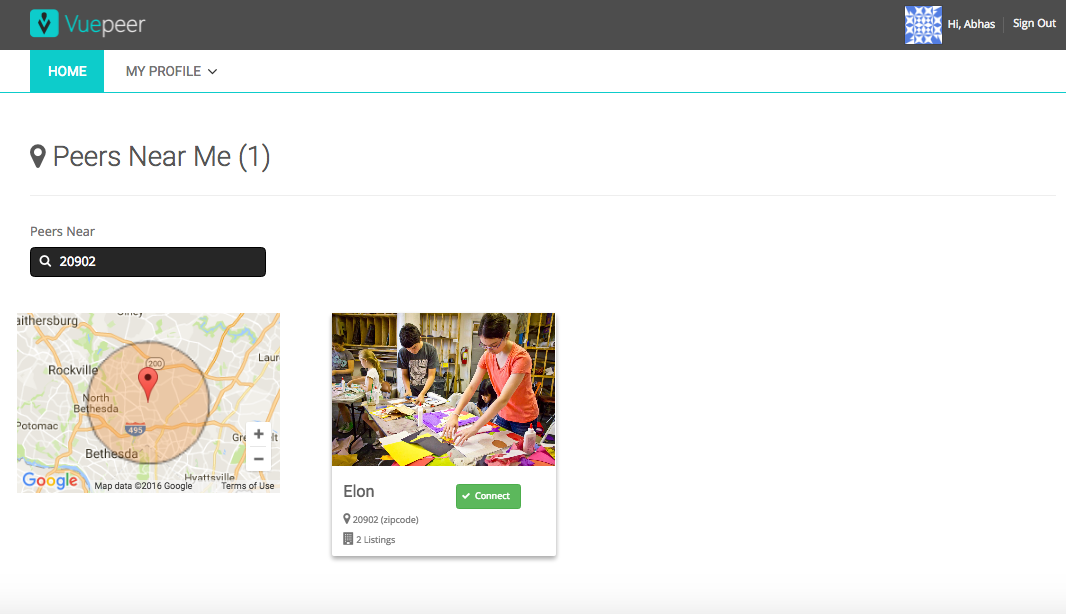 Vuepeer
Hi, Abhas
Sign Out
HOME
MY PROFILE
Peers Near Me (1)
Peers Near
20902
aithersburg
Olney
Rockville
200
Laur
North
Bethesda
Potomac
495
Bethesda
Hyattsville
Google
Map data ©2016 Google
Terms of Use
+
−
Elon
Connect
20902 (zipcode)
2 Listings